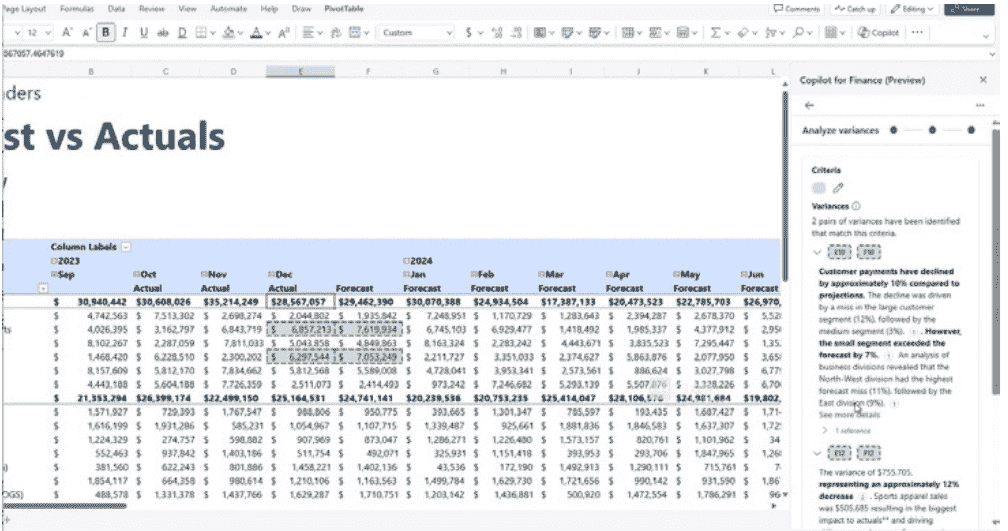 Page Layout Formulas Data Review View Automate Help Draw PivotTable Comments Catch up Editing Share
12 A A B I U ab D A Custom $ Copilot ...
567057.4647619
B C D E F G H I J K L
ders
st vs Actuals
Column Labels
2023 2024
Sep Oct Nov Dec Jan Feb Mar Apr May Jun
Actual Actual Actual Forecast Forecast Forecast Forecast Forecast Forecast Forecast
$ 30,940,442 $30,608,026 $35,214,249 $28,567,057 $29,462,390 $30,070,388 $24,934,504 $17,387,133 $20,473,523 $22,785,703 $26,970,
$ 4,742,563 $ 7,513,302 $ 2,698,274 $ 2,044,802 $ 1,935,842 $ 7,248,951 $ 1,170,729 $ 1,283,643 $ 2,394,287 $ 2,678,370 $
ts $ 4,026,395 $ 3,162,797 $ 6,843,719 $ 6,857,213 $ 7,619,934 $ 6,745,103 $ 6,929,477 $ 1,418,492 $ 1,985,337 $ 4,377,912 $
$ 8,102,267 $ 2,287,059 $ 7,811,033 $ 5,043,858 $ 4,849,863 $ 8,163,324 $ 2,283,242 $ 4,443,671 $ 3,835,523 $ 7,295,447 $
$ 1,468,420 $ 6,228,510 $ 2,300,202 $ 6,297,544 $ 7,053,249 $ 2,211,727 $ 3,351,033 $ 2,374,627 $ 5,863,876 $ 2,077,950 $
$ 8,157,609 $ 5,812,170 $ 7,834,662 $ 5,812,568 $ 5,589,008 $ 4,728,041 $ 3,953,341 $ 2,573,561 $ 886,624 $ 3,027,798 $
$ 4,443,188 $ 5,604,188 $ 7,726,359 $ 2,511,073 $ 2,414,493 $ 973,242 $ 7,246,682 $ 5,293,139 $ $
$ 21,353,294 $26,399,174 $22,499,150 $25,164,531 $24,741,141 $20,239,536 $20,753,235 $25,414,047 $19,802,
$ 1,571,927 $ 729,393 $ 1,767,547 $ 988,806 $ 950,775 $ 393,665 $ 1,301,347 $ 785,597 $ 193,435 $ 1,687,427 $
$ 1,616,199 $ 1,931,286 $ 585,231 $ 1,054,967 $ 1,107,715 $ 1,339,487 $ 925,661 $ 1,881,836 $ 1,846,583 $ 1,637,307 $
$ 1,224,329 $ 274,757 $ 598,882 $ 907,969 $ 873,047 $ 1,286,271 $ 1,226,480 $ 1,573,157 $ 820,761 $ 1,101,962 $ 34
$ 552,463 $ 937,842 $ 1,403,186 $ 511,754 $ 492,071 $ 325,931 $ 1,151,418 $ 393,953 $ 293,706 $ 1,847,965 $
$ 381,560 $ 622,243 $ 801,886 $ 1,458,221 $ 1,402,136 $ 43,536 $ 172,190 $ 1,492,913 $ 1,290,111 $ 715,761 $
$ 1,854,117 $ 664,358 $ 980,614 $ 1,210,106 $ 1,163,563 $ 1,499,784 $ 1,629,730 $ 1,721,656 $ 990,142 $ 931,590 $
OGS) $ 488,578 $ 1,331,378 $ 1,437,766 $ 1,629,287 $ 1,710,751 $ 1,203,142 $ 1,436,881 $ 500,920 $ 1,472,554 $ 1,786,291 $
Copilot for Finance (Preview)
Analyze variances
Criteria
Variances
2 pairs of variances have been identified
that match this criteria.
E10 F10
Customer payments have declined
by approximately 10% compared to
projections. The decline was driven
by a miss in the large customer
segment (12%), followed by the
medium segment (3%). 1 . However,
the small segment exceeded the
forecast by 7%. 1 An analysis of
business divisions revealed that the
North-West division had the highest
forecast miss (11%), followed by the
East division (9%). 1
See more details
1 reference
E12 F12
The variance of $755,705,
representing an approximately 12%
decrease 2 . Sports apparel sales
was $505,685 resulting in the biggest
impact to actuals** and driving